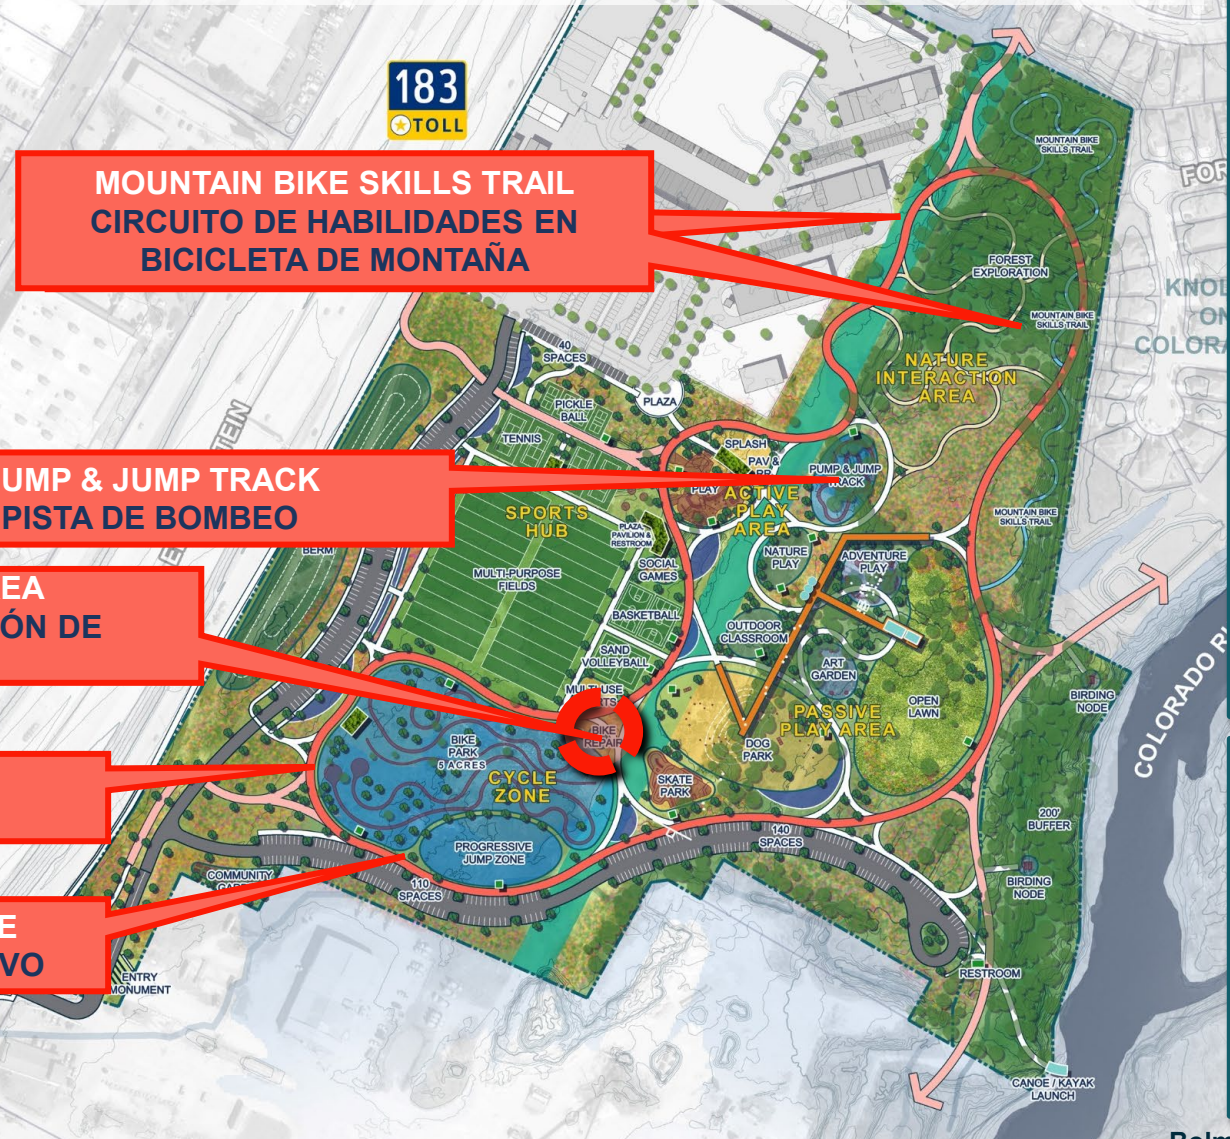 183
TOLL
MOUNTAIN BIKE SKILLS TRAIL
CIRCUITO DE HABILIDADES EN
BICICLETA DE MONTAÑA
MOUNTAIN BIKE
SKILLS TRAIL
FOREST
EXPLORATION
MOUNTAIN BIKE
SKILLS TRAIL
NATURE
INTERACTION
AREA
40
SPACES
PICKLE
BALL
PLAZA
TENNIS
SPLASH
PAV &
PLAY
PUMP & JUMP
TRACK
ACTIVE
PLAY
AREA
UMP & JUMP TRACK
PISTA DE BOMBEO
SPORTS
HUB
PLAZA,
PAVILION &
RESTROOM
MOUNTAIN BIKE
SKILLS TRAIL
BERM
MULTI-PURPOSE
FIELDS
SOCIAL
GAMES
NATURE
PLAY
ADVENTURE
PLAY
EA
ÓN DE
BASKETBALL
OUTDOOR
CLASSROOM
SAND
VOLLEYBALL
ART
GARDEN
OPEN
LAWN
BIRDING
NODE
COLORADO
BIKE
REPAIR
PASSIVE
PLAY AREA
DOG
PARK
BIKE
PARK
5 ACRES
CYCLE
ZONE
SKATE
PARK
200'
BUFFER
140
SPACES
PROGRESSIVE
JUMP ZONE
COMMUNITY
110
SPACES
BIRDING
NODE
E
VO
ENTRY
MONUMENT
RESTROOM
CANOE / KAYAK
LAUNCH